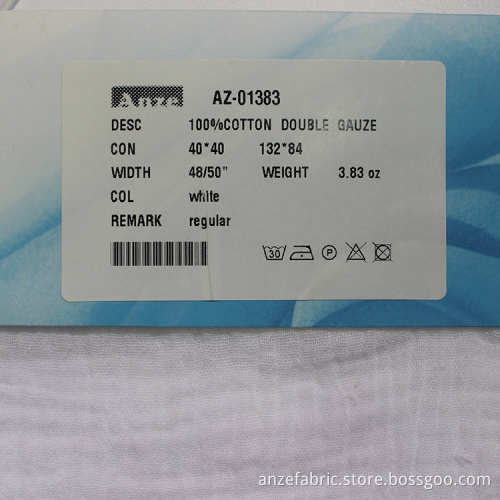 Anze AZ-01383
DESC 100%COTTON DOUBLE GAUZE
CON 40*40 132*84
WIDTH 48/50" WEIGHT 3.83 oz
COL white
REMARK regular
30 P
anzefabric.store.bossgoo.com